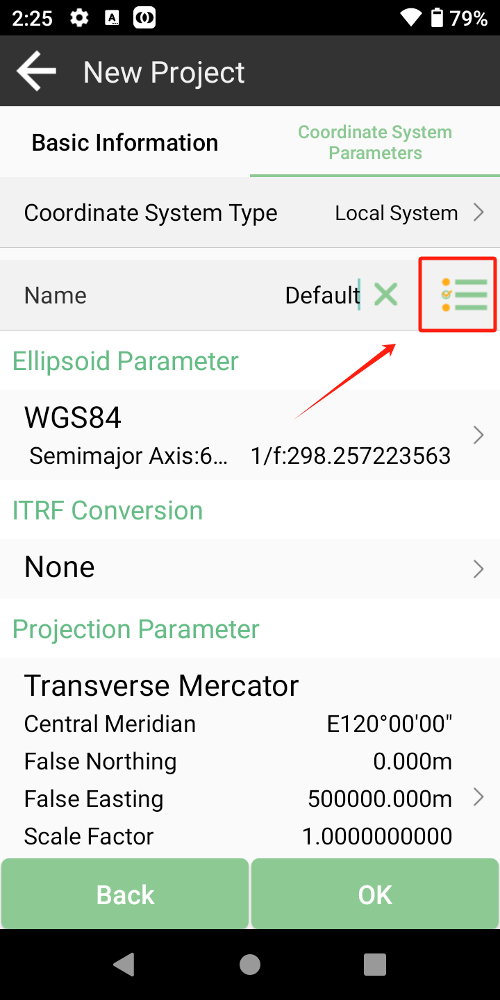 2:25 A 79%
New Project
Basic Information
Coordinate System
Parameters
Coordinate System Type Local System
Name Default
Ellipsoid Parameter
WGS84
Semimajor Axis:6... 1/f:298.257223563
ITRF Conversion
None
Projection Parameter
Transverse Mercator
Central Meridian E120°00'00"
False Northing 0.000m
False Easting 500000.000m
Scale Factor 1.0000000000
Back OK